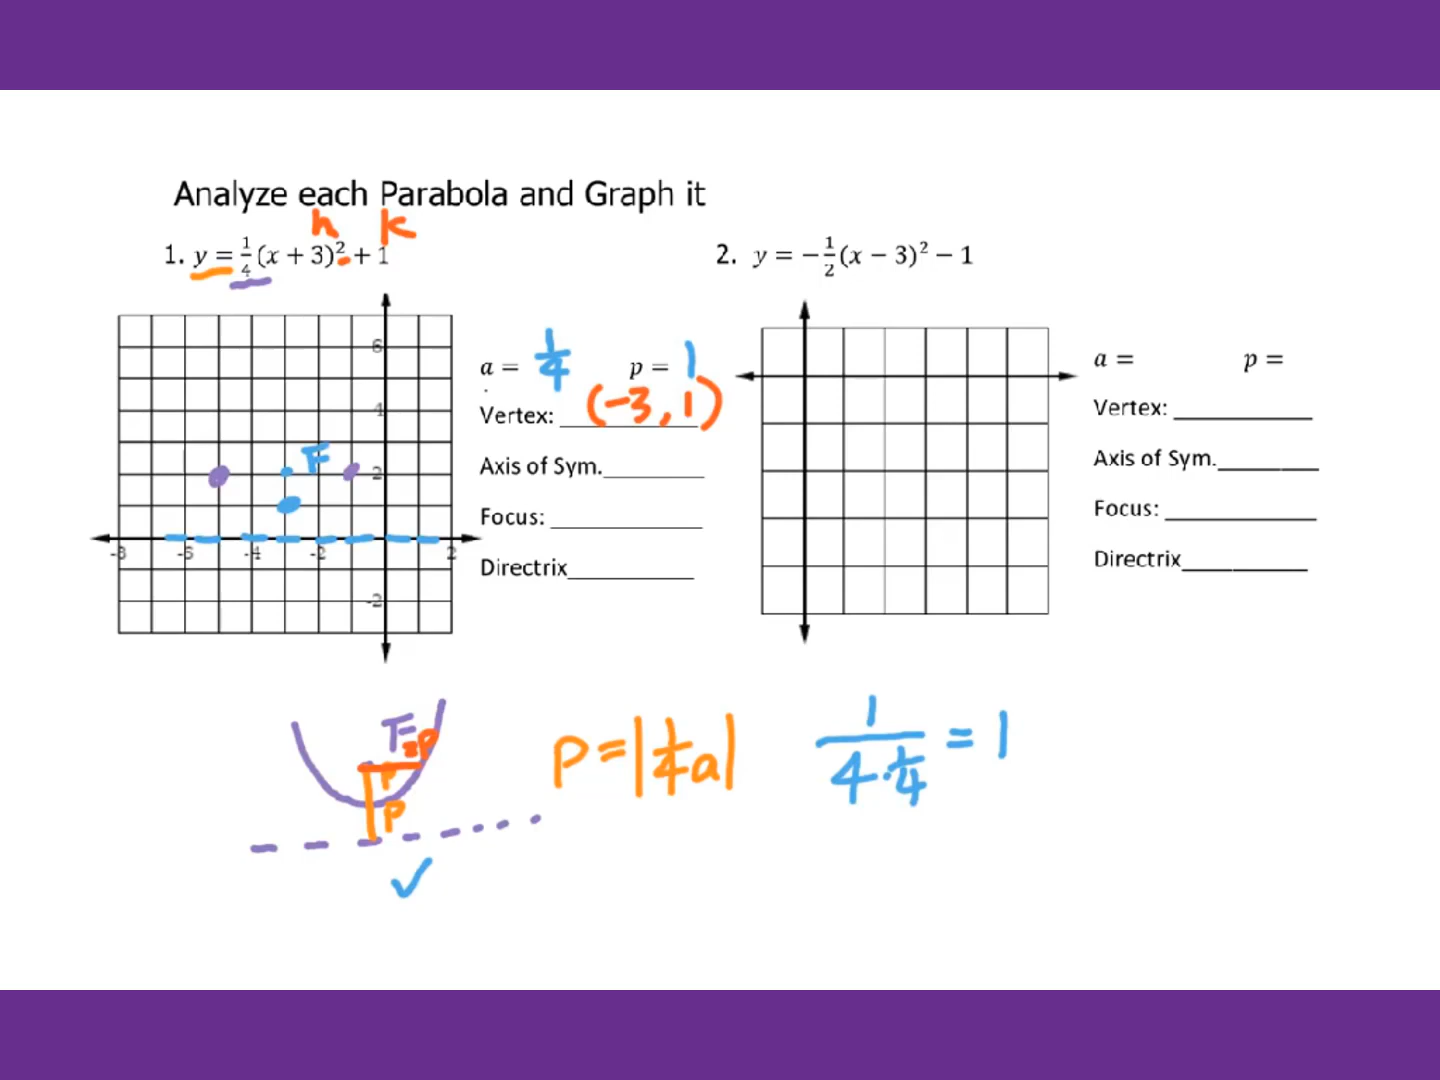 Analyze each Parabola and Graph it
h k
1. y = 1/4 (x + 3)² + 1
2. y = −1/2 (x − 3)² − 1
a = 1/4 p = 1
Vertex: (-3, 1)
Axis of Sym.
Focus:
Directrix
6
4
F
2
-8 -6 -4 -2 2
-2
a = p =
Vertex:
Axis of Sym.
Focus:
Directrix
F
=2P
P
P
P = |1/4a|
1/(4·1/4) = 1